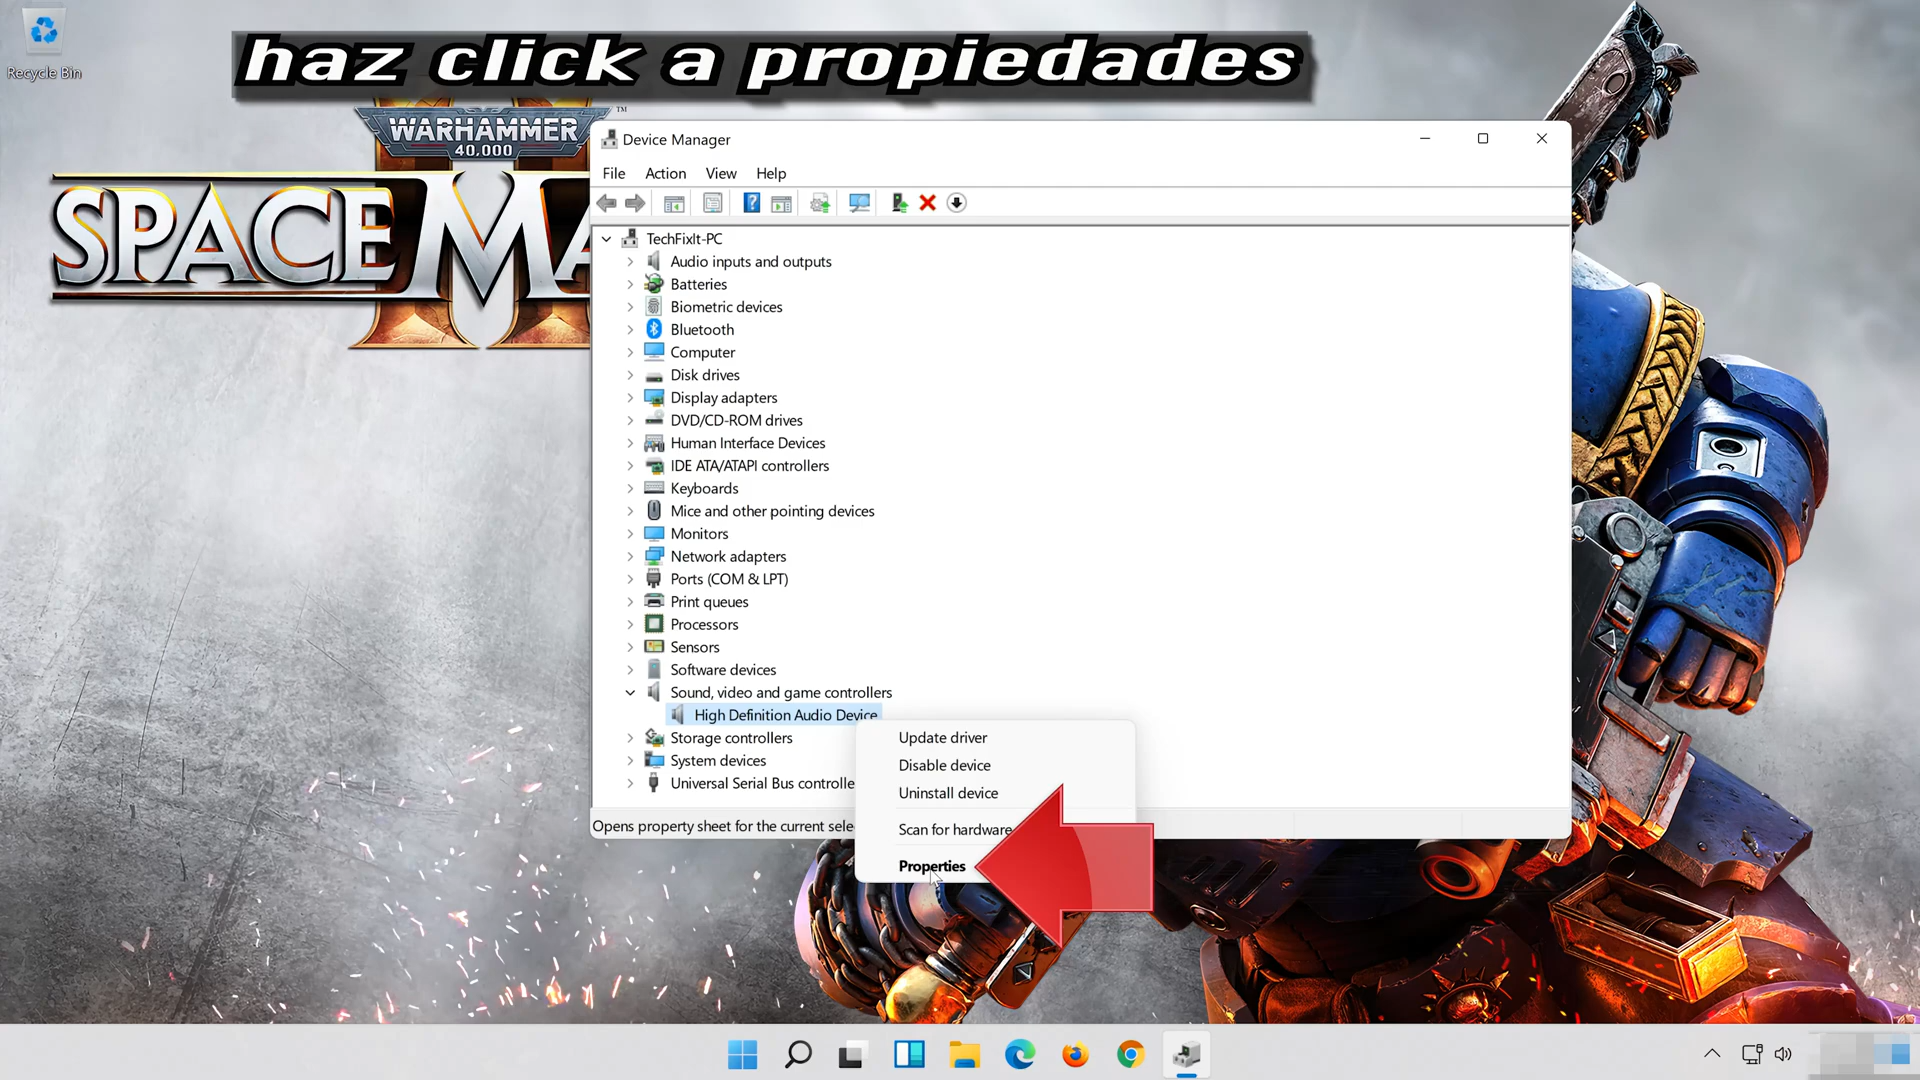 haz click a propiedades
Recycle Bin
WARHAMMER
40,000
TM
SPACE MA
II
Device Manager
File Action View Help
TechFixIt-PC
Audio inputs and outputs
Batteries
Biometric devices
Bluetooth
Computer
Disk drives
Display adapters
DVD/CD-ROM drives
Human Interface Devices
IDE ATA/ATAPI controllers
Keyboards
Mice and other pointing devices
Monitors
Network adapters
Ports (COM & LPT)
Print queues
Processors
Sensors
Software devices
Sound, video and game controllers
High Definition Audio Device
Storage controllers
System devices
Universal Serial Bus controlle
Update driver
Disable device
Uninstall device
Scan for hardware
Properties
Opens property sheet for the current sele